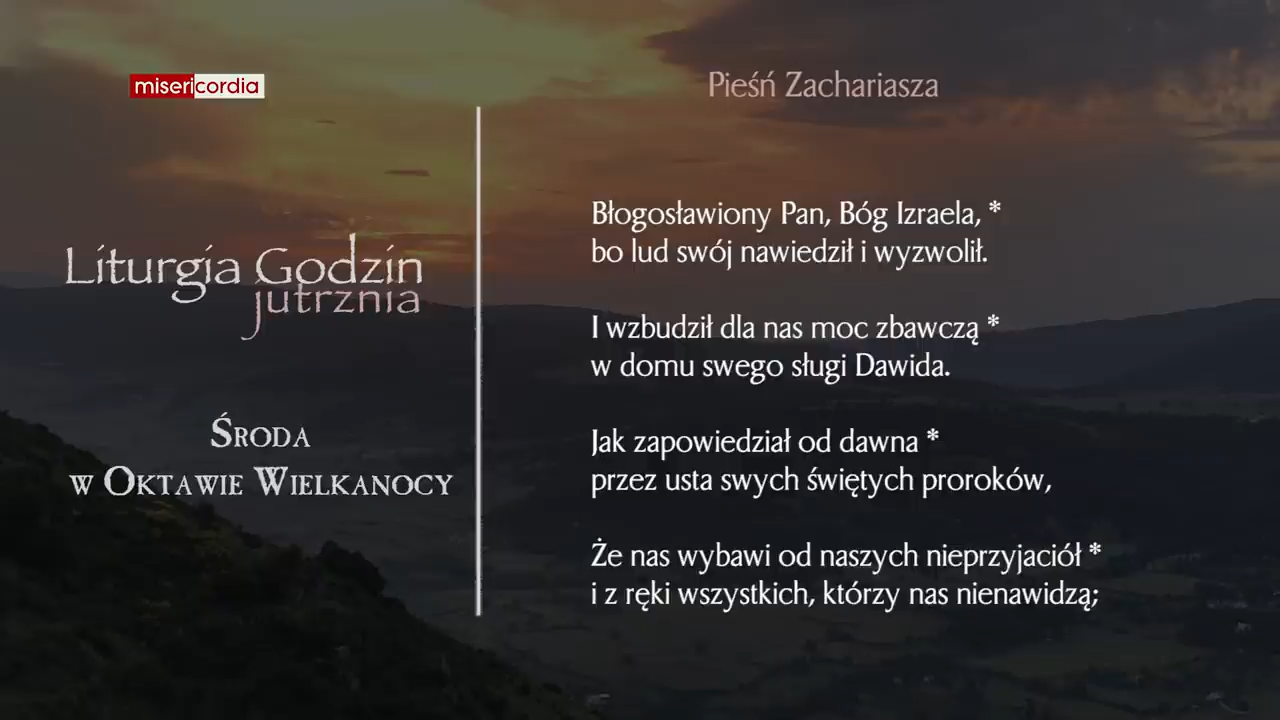 misericordia
Liturgia Godzin
jutrznia
Środa
w Oktawie Wielkanocy
Pieśń Zachariasza
Błogosławiony Pan, Bóg Izraela, *
bo lud swój nawiedził i wyzwolił.
I wzbudził dla nas moc zbawczą *
w domu swego sługi Dawida.
Jak zapowiedział od dawna *
przez usta swych świętych proroków,
Że nas wybawi od naszych nieprzyjaciół *
i z ręki wszystkich, którzy nas nienawidzą;